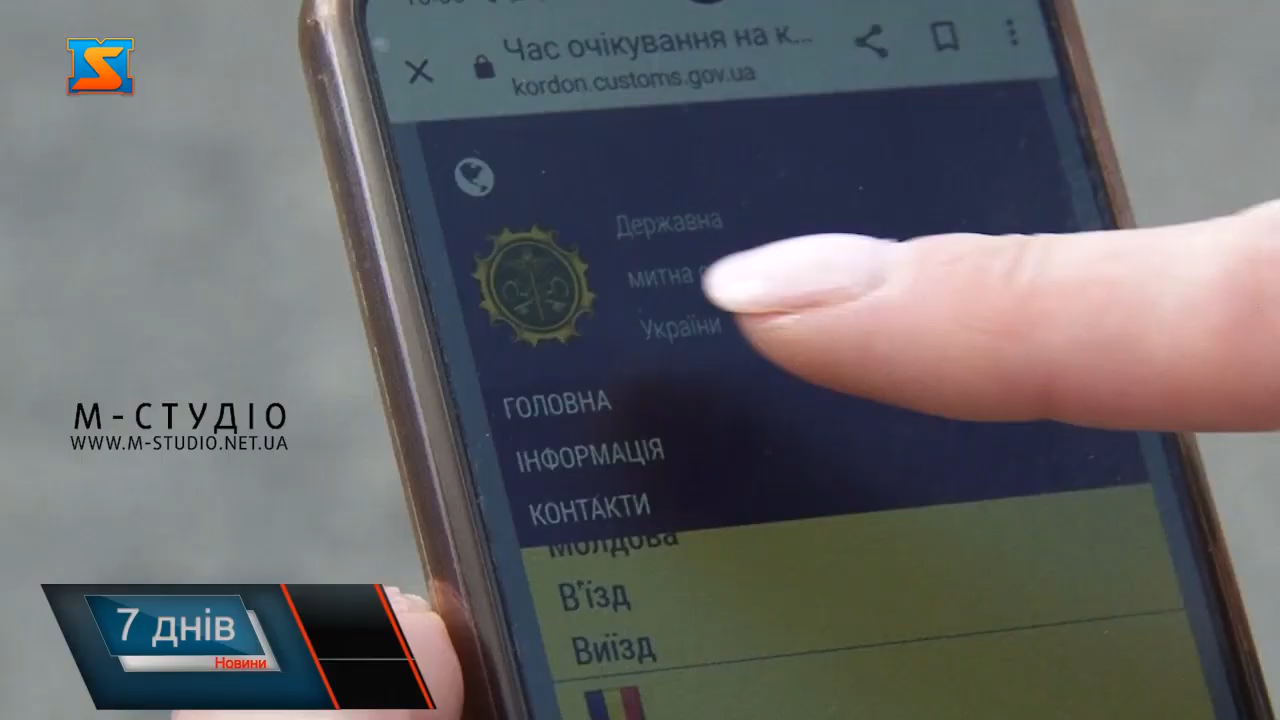 Час очікування на к...
kordon.customs.gov.ua
Державна
митна
України
ГОЛОВНА
ІНФОРМАЦІЯ
КОНТАКТИ
Молдова
В'їзд
Виїзд
М-СТУДІО
WWW.M-STUDIO.NET.UA
7 днів
Новини